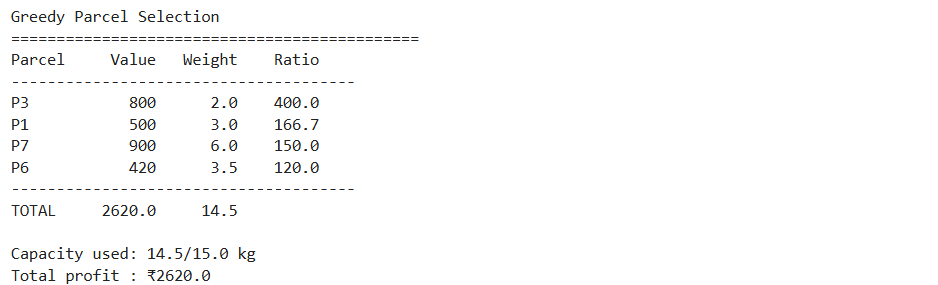 Greedy Parcel Selection
=============================================
Parcel     Value   Weight    Ratio
--------------------------------------
P3           800      2.0    400.0
P1           500      3.0    166.7
P7           900      6.0    150.0
P6           420      3.5    120.0
--------------------------------------
TOTAL     2620.0     14.5
Capacity used: 14.5/15.0 kg
Total profit : ₹2620.0